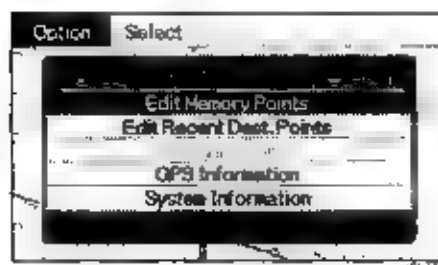 Option Select
Edit Memory Points
Edit Recent Dest. Points
GPS Information
System Information